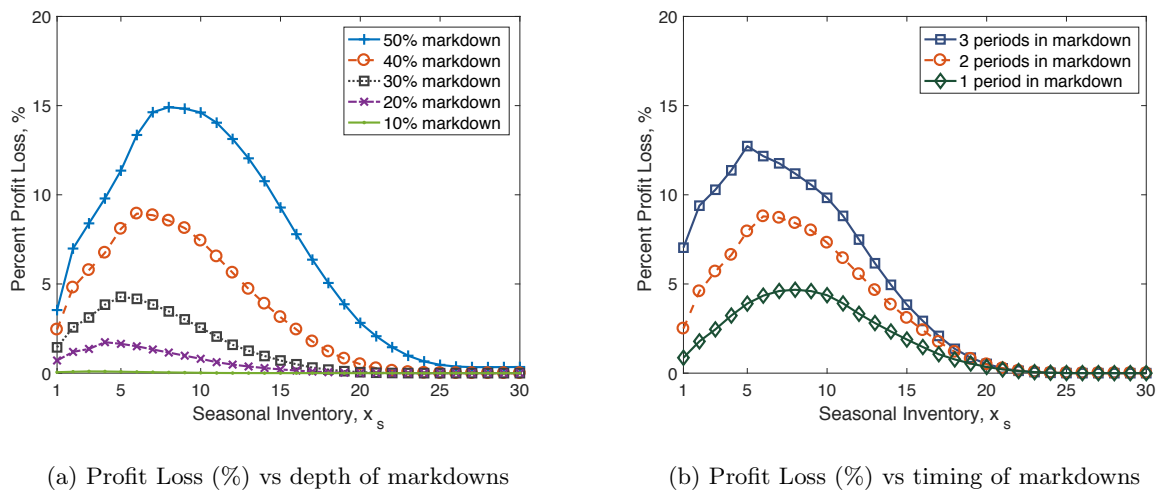 20
15
10
5
0
1
5
10
15
20
25
30
Percent Profit Loss, %
Seasonal Inventory, x_s
50% markdown
40% markdown
30% markdown
20% markdown
10% markdown
(a) Profit Loss (%) vs depth of markdowns
20
15
10
5
0
1
5
10
15
20
25
30
Percent Profit Loss, %
Seasonal Inventory, x_s
3 periods in markdown
2 periods in markdown
1 period in markdown
(b) Profit Loss (%) vs timing of markdowns